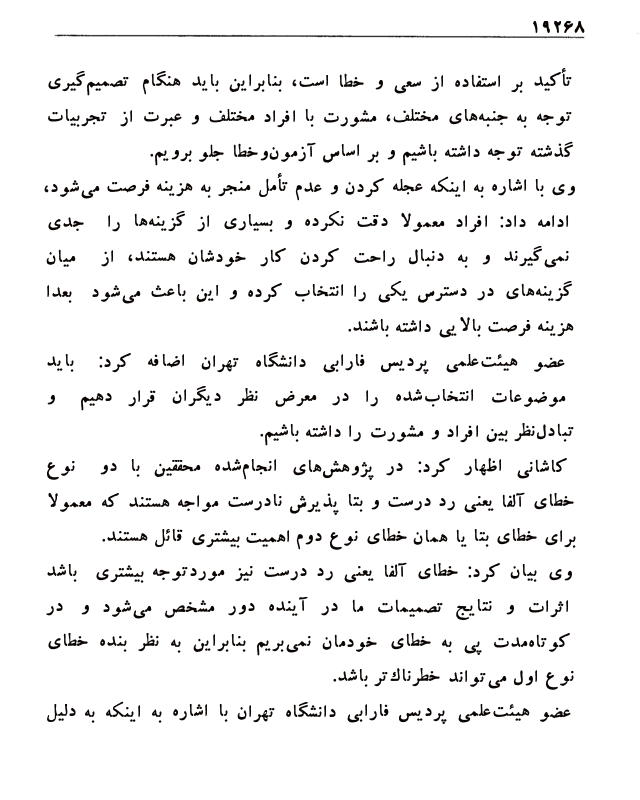 ۱۹۲۶۸
تأکید بر استفاده از سعی و خطا است، بنابراین باید هنگام تصمیم‌گیری
توجه به جنبه‌های مختلف، مشورت با افراد مختلف و عبرت از تجربیات
گذشته توجه داشته باشیم و بر اساس آزمون‌وخطا جلو برویم.
وی با اشاره به اینکه عجله کردن و عدم تأمل منجر به هزینه فرصت می‌شود،
ادامه داد: افراد معمولا دقت نکرده و بسیاری از گزینه‌ها را جدی
نمی‌گیرند و به دنبال راحت کردن کار خودشان هستند، از میان
گزینه‌های در دسترس یکی را انتخاب کرده و این باعث می‌شود بعدا
هزینه فرصت بالایی داشته باشند.
عضو هیئت‌علمی پردیس فارابی دانشگاه تهران اضافه کرد: باید
موضوعات انتخاب‌شده را در معرض نظر دیگران قرار دهیم و
تبادل‌نظر بین افراد و مشورت را داشته باشیم.
کاشانی اظهار کرد: در پژوهش‌های انجام‌شده محققین با دو نوع
خطای آلفا یعنی رد درست و بتا پذیرش نادرست مواجه هستند که معمولا
برای خطای بتا یا همان خطای نوع دوم اهمیت بیشتری قائل هستند.
وی بیان کرد: خطای آلفا یعنی رد درست نیز موردتوجه بیشتری باشد
اثرات و نتایج تصمیمات ما در آینده دور مشخص می‌شود و در
کوتاه‌مدت پی به خطای خودمان نمی‌بریم بنابراین به نظر بنده خطای
نوع اول می‌تواند خطرناك‌تر باشد.
عضو هیئت‌علمی پردیس فارابی دانشگاه تهران با اشاره به اینکه به دلیل